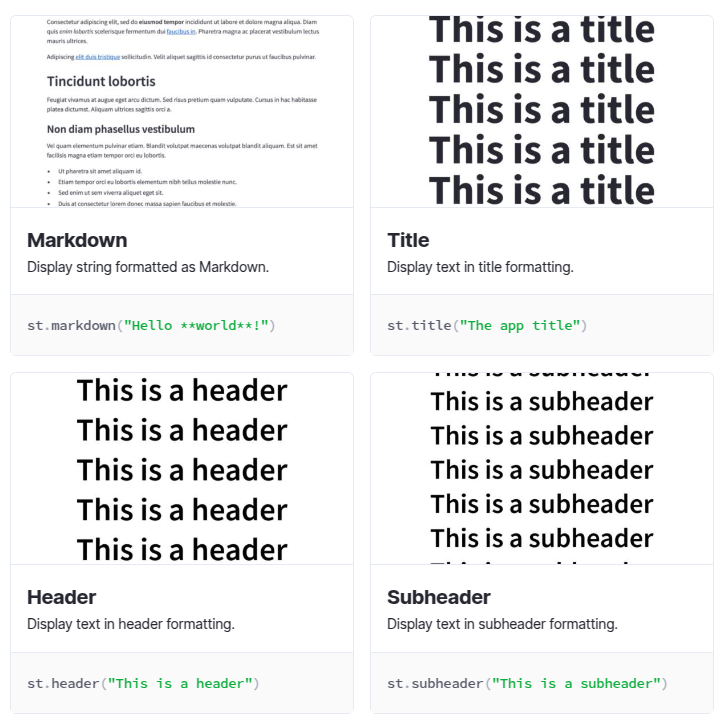 Consectetur adipiscing elit, sed do eiusmod tempor incididunt ut labore et dolore magna aliqua. Diam
quis enim lobortis scelerisque fermentum dui faucibus in. Pharetra magna ac placerat vestibulum lectus
mauris ultrices.
Adipiscing elit duis tristique sollicitudin. Velit aliquet sagittis id consectetur purus ut faucibus pulvinar.
Tincidunt lobortis
Feugiat vivamus at augue eget arcu dictum. Sed risus pretium quam vulputate. Cursus in hac habitasse
platea dictumst. Aliquam ultrices sagittis orci a.
Non diam phasellus vestibulum
Vel quam elementum pulvinar etiam. Blandit volutpat maecenas volutpat blandit aliquam. Est sit amet
facilisis magna etiam tempor orci eu lobortis.
• Ut pharetra sit amet aliquam id.
• Etiam tempor orci eu lobortis elementum nibh tellus molestie nunc.
• Sed enim ut sem viverra aliquet eget sit.
• Duis at consectetur lorem donec massa sapien faucibus et molestie.
Markdown
Display string formatted as Markdown.
st.markdown("Hello **world**!")
This is a title
This is a title
This is a title
This is a title
This is a title
Title
Display text in title formatting.
st.title("The app title")
This is a header
This is a header
This is a header
This is a header
This is a header
Header
Display text in header formatting.
st.header("This is a header")
This is a subheader
This is a subheader
This is a subheader
This is a subheader
This is a subheader
This is a subheader
Subheader
Display text in subheader formatting.
st.subheader("This is a subheader")